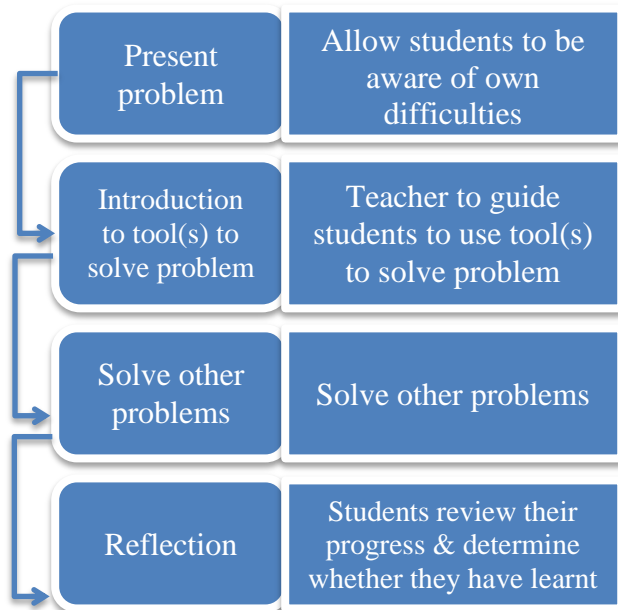 Present
problem
Allow students to be
aware of own
difficulties
Introduction
to tool(s) to
solve problem
Teacher to guide
students to use tool(s)
to solve problem
Solve other
problems
Solve other problems
Reflection
Students review their
progress & determine
whether they have learnt